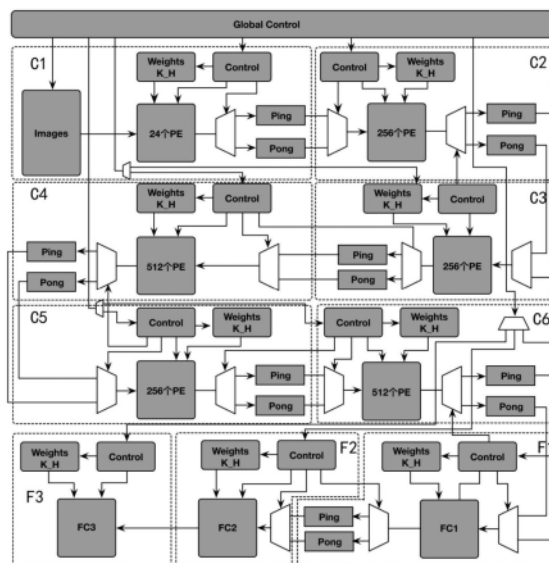 Global Control
C1
Weights
K_H
Control
Images
24个PE
Ping
Pong
C2
Control
Weights
K_H
256个PE
Ping
Pong
C4
Weights
K_H
Control
Ping
Pong
512个PE
C3
Weights
K_H
Control
Ping
Pong
256个PE
C5
Control
Weights
K_H
256个PE
Ping
Pong
C6
Control
Weights
K_H
512个PE
Ping
Pong
F3
Weights
K_H
Control
FC3
F2
Weights
K_H
Control
FC2
Ping
Pong
Weights
K_H
Control
FC1